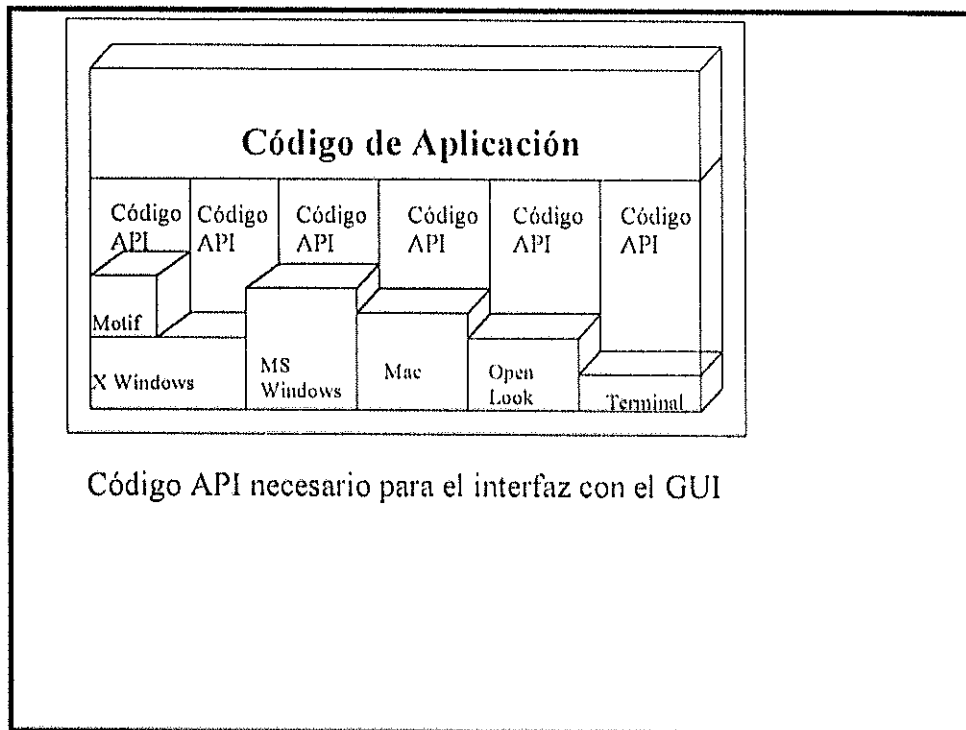 Código de Aplicación
Código
API
Código
API
Código
API
Código
API
Código
API
Código
API
Motif
X Windows
MS
Windows
Mac
Open
Look
Terminal
Código API necesario para el interfaz con el GUI